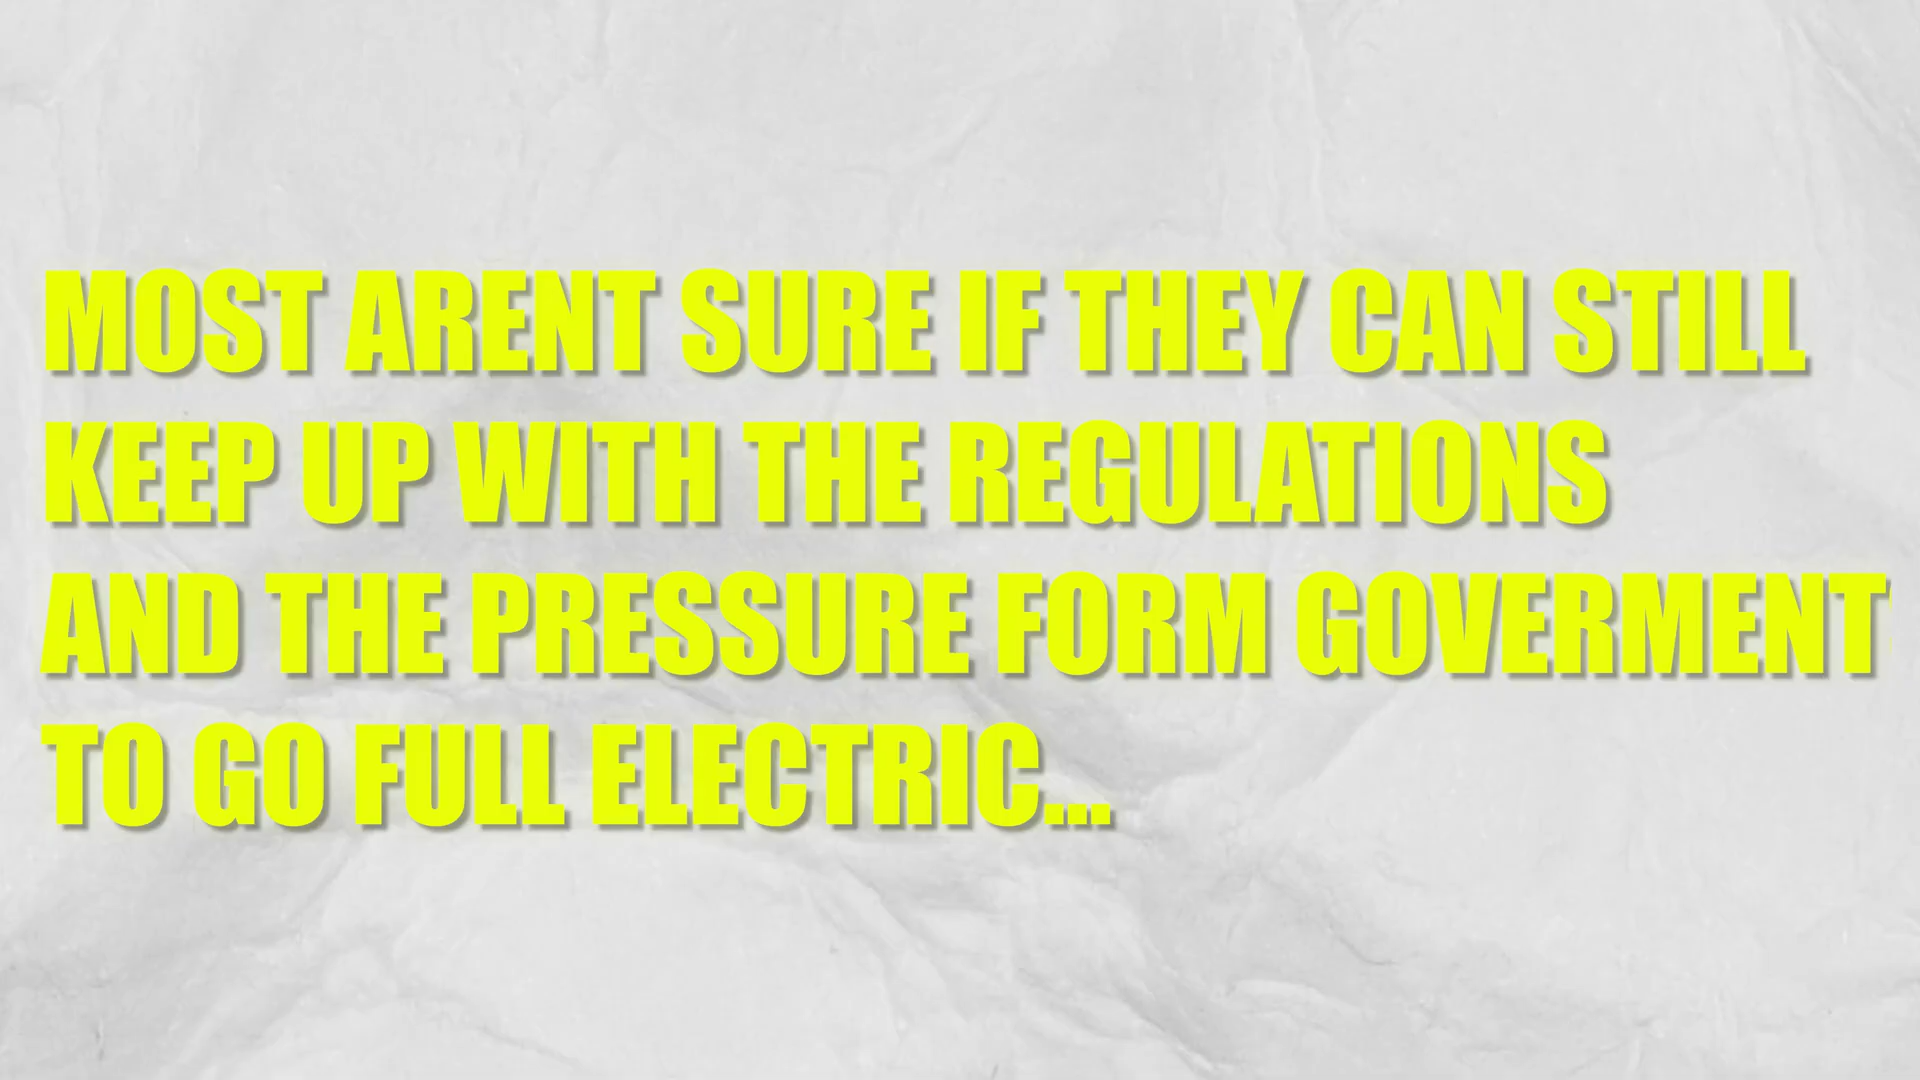 MOST ARENT SURE IF THEY CAN STILL
KEEP UP WITH THE REGULATIONS
AND THE PRESSURE FORM GOVERMENT
TO GO FULL ELECTRIC...